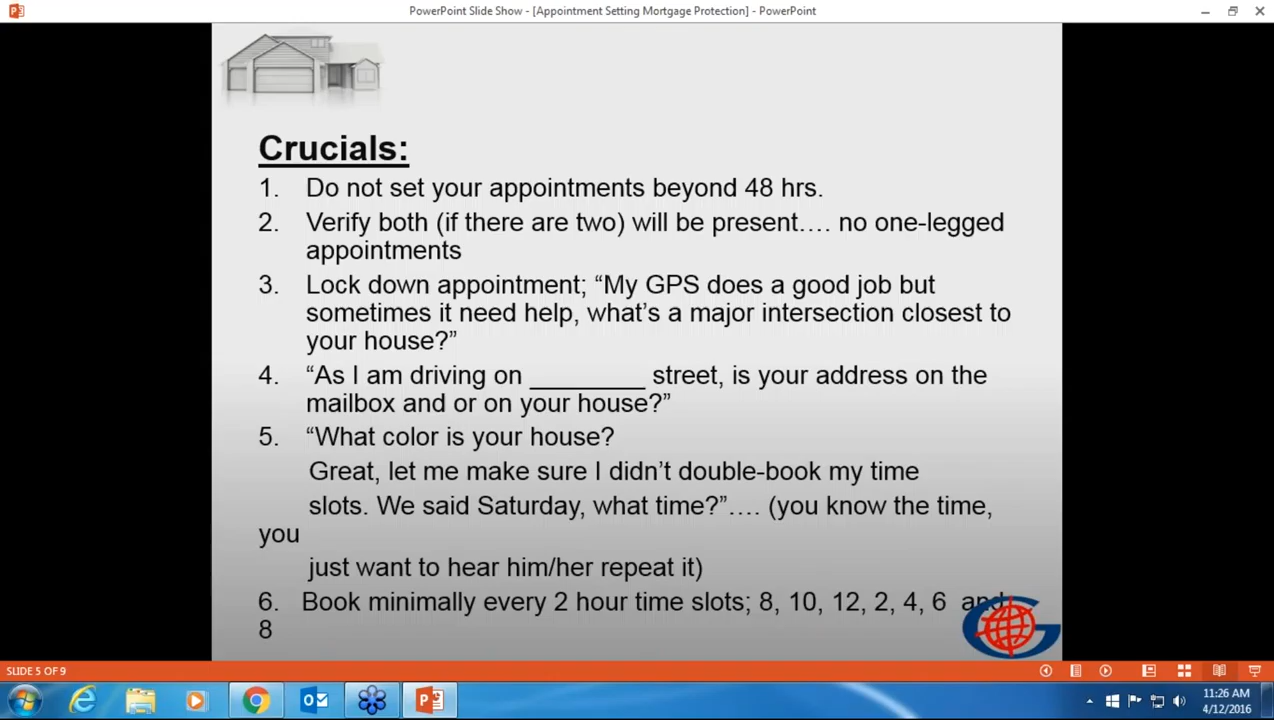 PowerPoint Slide Show - [Appointment Setting Mortgage Protection] - PowerPoint
Crucials:
1. Do not set your appointments beyond 48 hrs.
2. Verify both (if there are two) will be present…. no one-legged
appointments
3. Lock down appointment; “My GPS does a good job but
sometimes it need help, what’s a major intersection closest to
your house?”
4. “As I am driving on ________ street, is your address on the
mailbox and or on your house?”
5. “What color is your house?
Great, let me make sure I didn’t double-book my time
slots. We said Saturday, what time?”…. (you know the time,
you
just want to hear him/her repeat it)
6. Book minimally every 2 hour time slots; 8, 10, 12, 2, 4, 6 and
8
SLIDE 5 OF 9
11:26 AM
4/12/2016